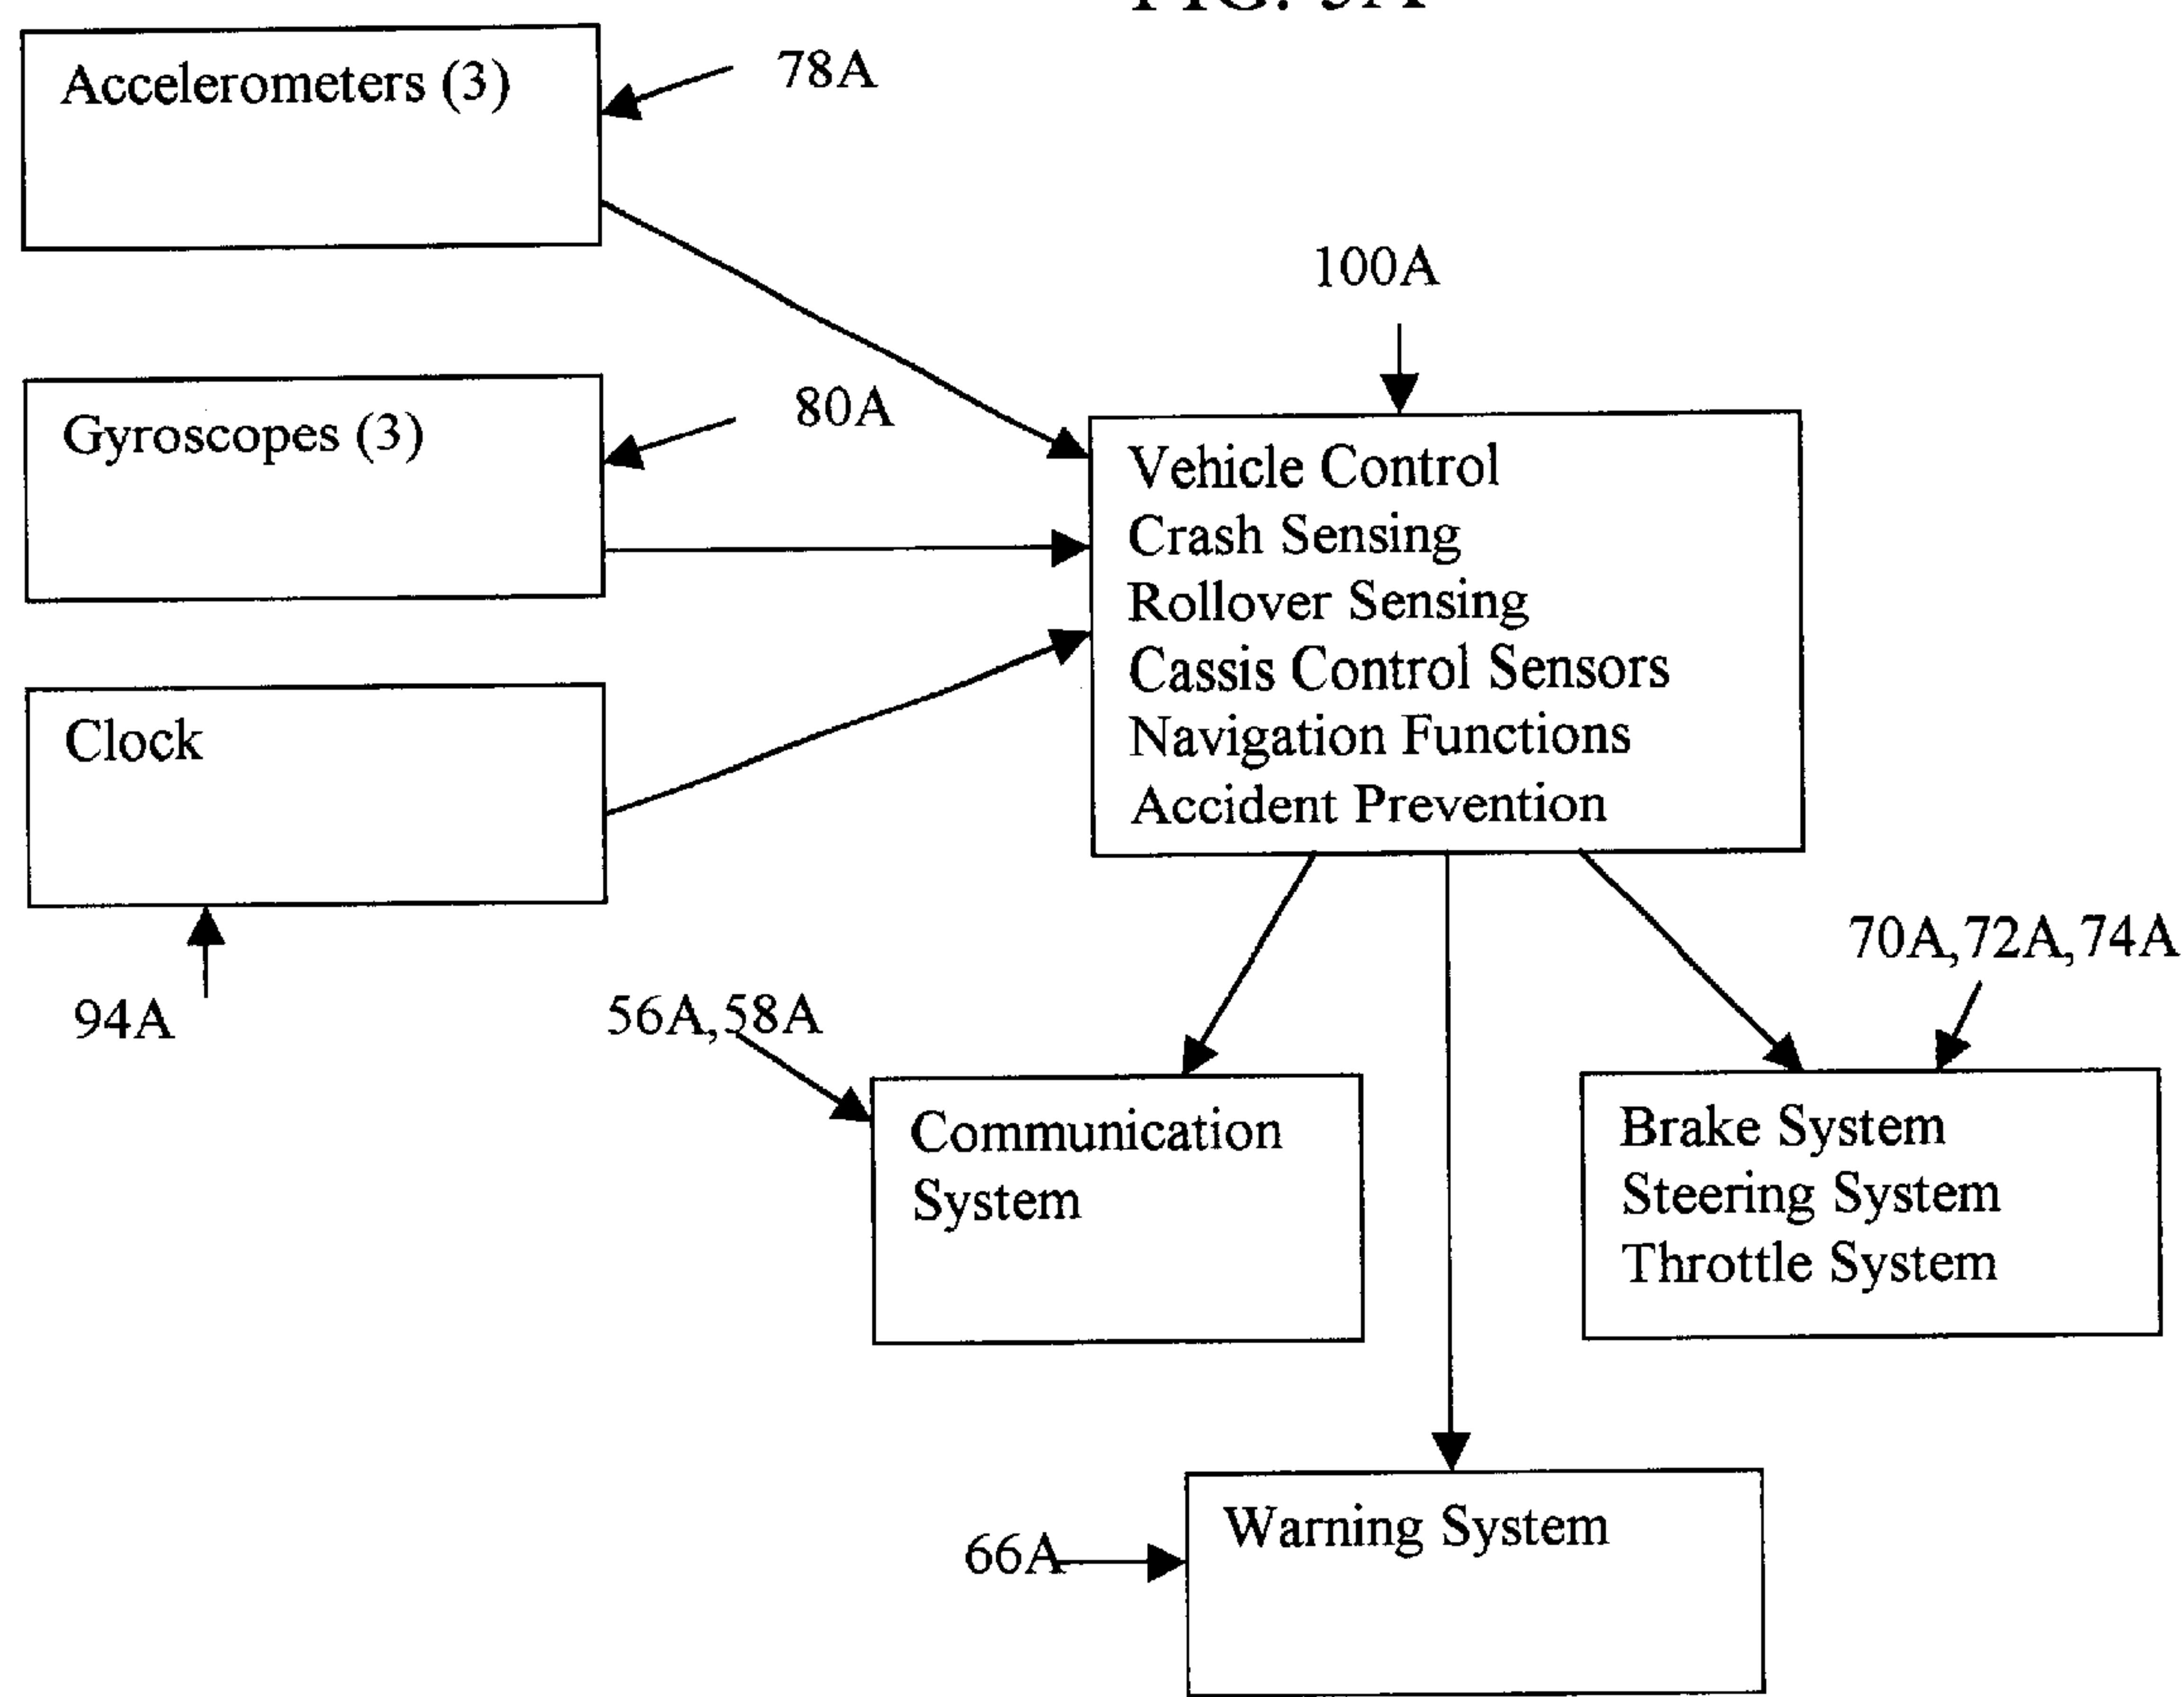 Accelerometers (3)
78A
100A
Gyroscopes (3)
80A
Vehicle Control
Crash Sensing
Rollover Sensing
Cassis Control Sensors
Navigation Functions
Accident Prevention
Clock
94A
56A,58A
70A,72A,74A
Communication
System
Brake System
Steering System
Throttle System
66A
Warning System